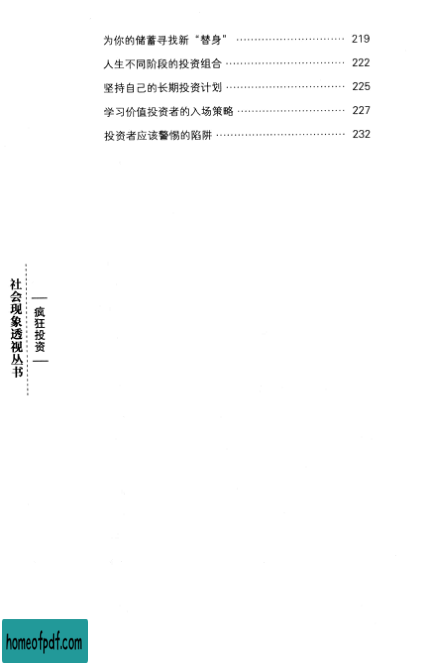 为你的储蓄寻找新“替身” ······························ 219
人生不同阶段的投资组合 ································· 222
坚持自己的长期投资计划 ································· 225
学习价值投资者的入场策略 ······························ 227
投资者应该警惕的陷阱 ···································· 232
社会现象透视丛书
疯狂投资
homeofpdf.com